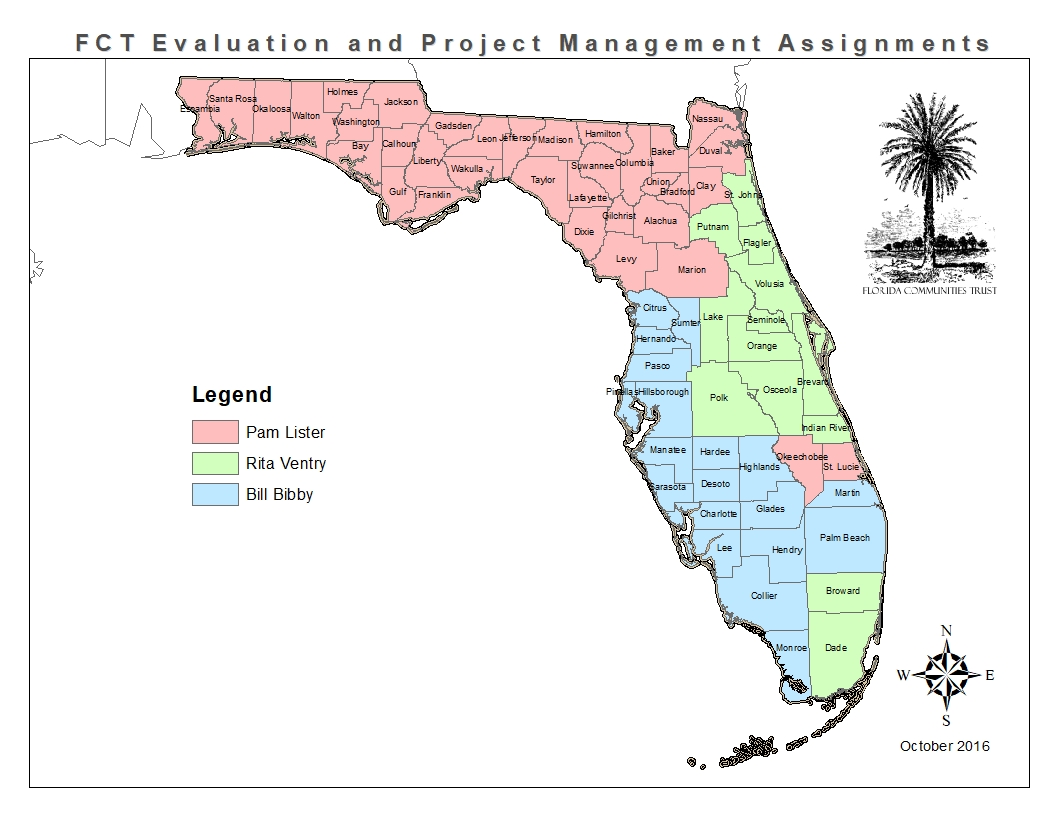 FCT Evaluation and Project Management Assignments
Escambia
Santa Rosa
Okaloosa
Walton
Holmes
Washington
Jackson
Bay
Calhoun
Gulf
Liberty
Franklin
Gadsden
Leon
Wakulla
Jefferson
Madison
Taylor
Hamilton
Suwannee
Lafayette
Dixie
Columbia
Gilchrist
Baker
Union
Bradford
Alachua
Levy
Nassau
Duval
Clay
St. Johns
Putnam
Flagler
Marion
Volusia
Citrus
Sumter
Lake
Seminole
Hernando
Orange
Pasco
Brevard
Pinellas
Hillsborough
Polk
Osceola
Indian River
Manatee
Hardee
Highlands
Okeechobee
St. Lucie
Sarasota
Desoto
Martin
Charlotte
Glades
Lee
Hendry
Palm Beach
Collier
Broward
Monroe
Dade
FLORIDA COMMUNITIES TRUST
Legend
Pam Lister
Rita Ventry
Bill Bibby
N
W
E
S
October 2016